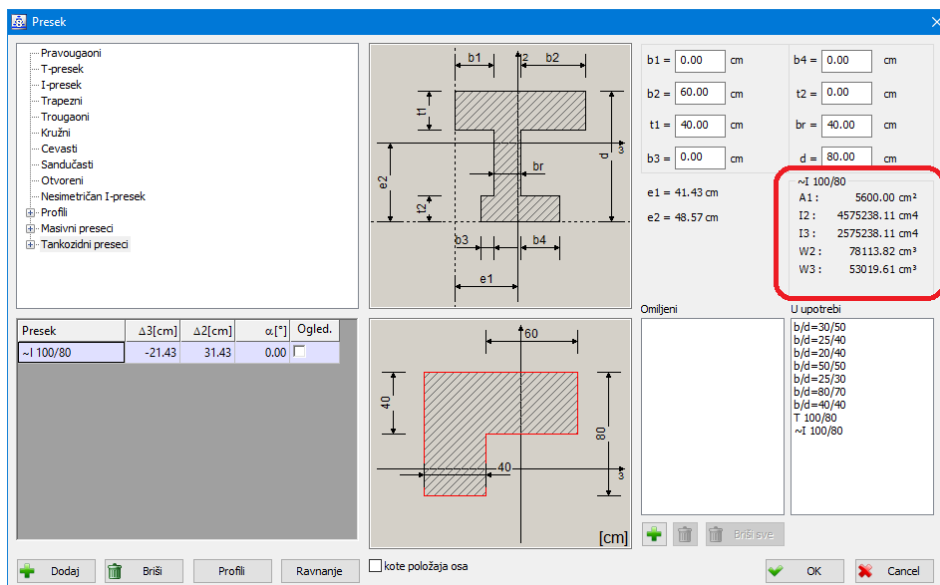 Presek
Pravougaoni
T-presek
I-presek
Trapezni
Trougaoni
Kružni
Cevasti
Sandučasti
Otvoreni
Nesimetričan I-presek
Profili
Masivni preseci
Tankozidni preseci
b1
2
b2
t1
3
d
br
e2
t2
b3
b4
e1
b1 = 0.00 cm
b4 = 0.00 cm
b2 = 60.00 cm
t2 = 0.00 cm
t1 = 40.00 cm
br = 40.00 cm
b3 = 0.00 cm
d = 80.00 cm
e1 = 41.43 cm
e2 = 48.57 cm
~I 100/80
A1 : 5600.00 cm²
I2 : 4575238.11 cm4
I3 : 2575238.11 cm4
W2 : 78113.82 cm³
W3 : 53019.61 cm³
Presek Δ3[cm] Δ2[cm] α.[°] Ogled.
~I 100/80 -21.43 31.43 0.00
60
40
80
40
3
[cm]
Omiljeni
U upotrebi
b/d=30/50
b/d=25/40
b/d=20/40
b/d=50/50
b/d=25/30
b/d=80/70
b/d=40/40
T 100/80
~I 100/80
Briši sve
Dodaj
Briši
Profili
Ravnanje
kote položaja osa
OK
Cancel